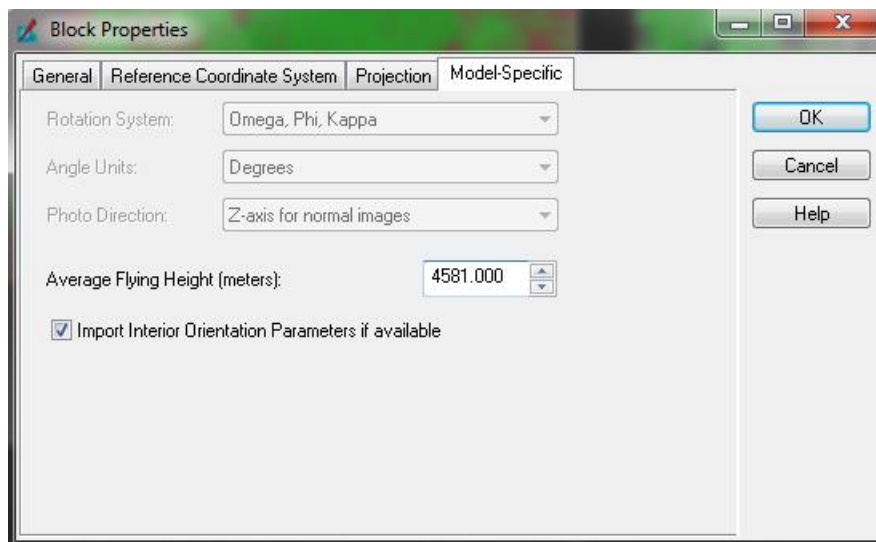 Block Properties
General Reference Coordinate System Projection Model-Specific
Rotation System: Omega, Phi, Kappa
OK
Angle Units: Degrees
Cancel
Photo Direction: Z-axis for normal images
Help
Average Flying Height (meters): 4581.000
Import Interior Orientation Parameters if available